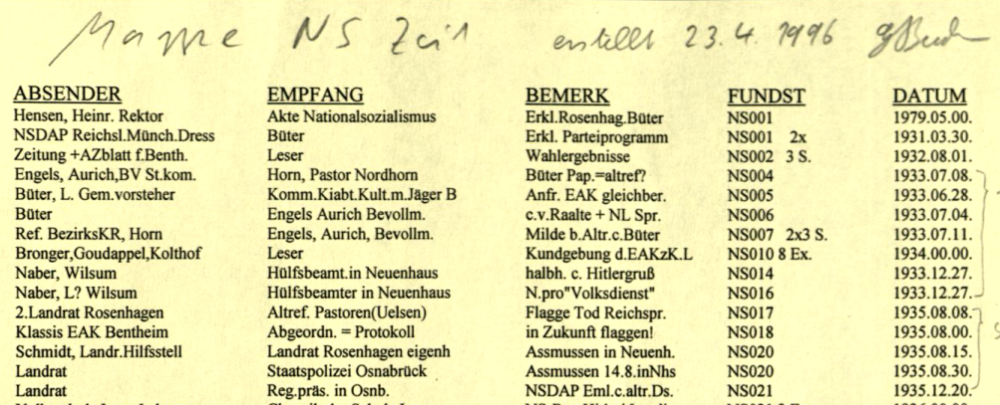 Mappe NS Zeit erstellt 23.4.1996
ABSENDER EMPFANG BEMERK FUNDST DATUM
Hensen, Heinr. Rektor Akte Nationalsozialismus Erkl.Rosenhag.Büter NS001 1979.05.00.
NSDAP Reichsl.Münch.Dress Büter Erkl. Parteiprogramm NS001 2x 1931.03.30.
Zeitung +AZblatt f.Benth. Leser Wahlergebnisse NS002 3 S. 1932.08.01.
Engels, Aurich,BV St.kom. Horn, Pastor Nordhorn Büter Pap.=altref? NS004 1933.07.08.
Büter, L. Gem.vorsteher Komm.Kiabt.Kult.m.Jäger B Anfr. EAK gleichber. NS005 1933.06.28.
Büter Engels Aurich Bevollm. c.v.Raalte + NL Spr. NS006 1933.07.04.
Ref. BezirksKR, Horn Engels, Aurich, Bevollm. Milde b.Altr.c.Büter NS007 2x3 S. 1933.07.11.
Bronger,Goudappel,Kolthof Leser Kundgebung d.EAKzK.L NS010 8 Ex. 1934.00.00.
Naber, Wilsum Hülfsbeamt.in Neuenhaus halbh. c. Hitlergruß NS014 1933.12.27.
Naber, L? Wilsum Hülfsbeamter in Neuenhaus N.pro"Volksdienst" NS016 1933.12.27.
2.Landrat Rosenhagen Altref. Pastoren(Uelsen) Flagge Tod Reichspr. NS017 1935.08.08.
Klassis EAK Bentheim Abgeordn. = Protokoll in Zukunft flaggen! NS018 1935.08.00.
Schmidt, Landr.Hilfsstell Landrat Rosenhagen eigenh Assmussen in Neuenh. NS020 1935.08.15.
Landrat Staatspolizei Osnabrück Assmussen 14.8.inNhs NS020 1935.08.30.
Landrat Reg.präs. in Osnb. NSDAP Eml.c.altr.Ds. NS021 1935.12.20.